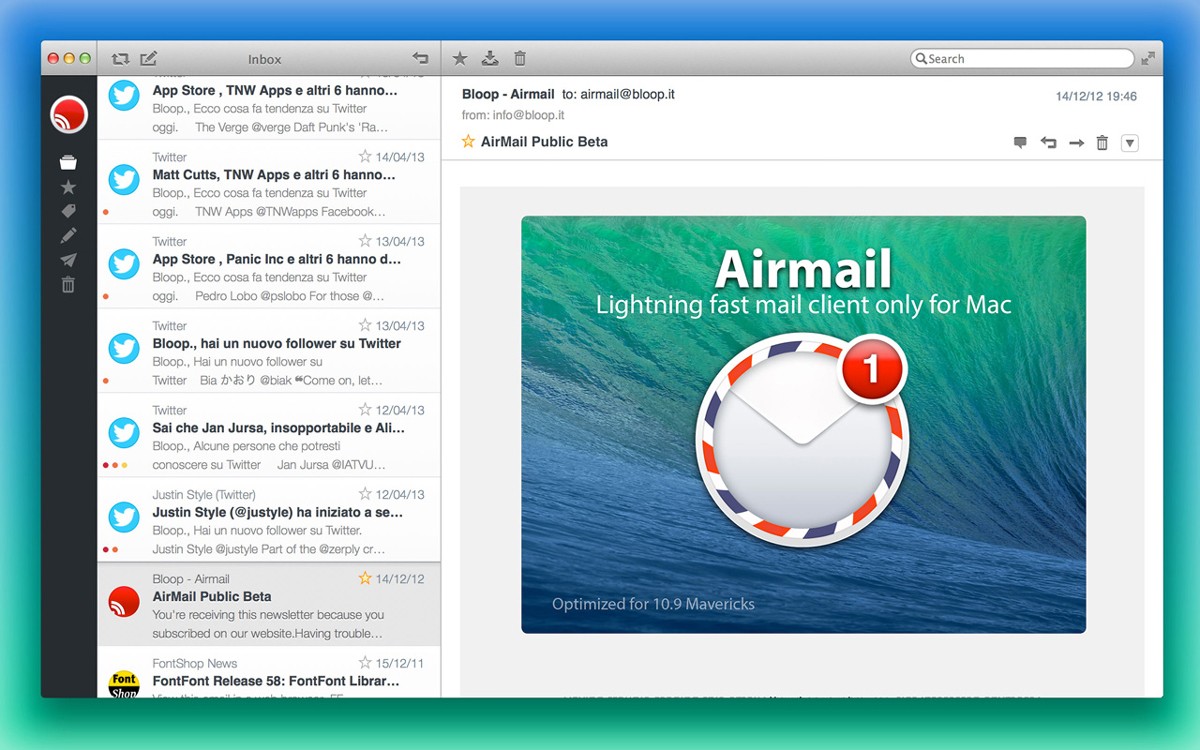 Inbox
Search
App Store , TNW Apps e altri 6 hanno...
Bloop., Ecco cosa fa tendenza su Twitter
oggi. The Verge @verge Daft Punk's 'Ra...
Twitter 14/04/13
Matt Cutts, TNW Apps e altri 6 hanno...
Bloop., Ecco cosa fa tendenza su Twitter
oggi. TNW Apps @TNWapps Facebook...
Twitter 13/04/13
App Store , Panic Inc e altri 6 hanno d...
Bloop., Ecco cosa fa tendenza su Twitter
oggi. Pedro Lobo @pslobo For those @...
Twitter 13/04/13
Bloop., hai un nuovo follower su Twitter
Bloop., Hai un nuovo follower su
Twitter Bia かおり @biak ❝Come on, let...
Twitter 12/04/13
Sai che Jan Jursa, insopportabile e Ali...
Bloop., Alcune persone che potresti
conoscere su Twitter Jan Jursa @IATVU...
Justin Style (Twitter) 12/04/13
Justin Style (@justyle) ha iniziato a se...
Bloop., Hai un nuovo follower su Twitter.
Justin Style @justyle Part of the @zerply cr...
Bloop - Airmail 14/12/12
AirMail Public Beta
You're receiving this newsletter because you
subscribed on our website.Having trouble...
FontShop News 15/12/11
FontFont Release 58: FontFont Librar...
Font
Shop
Bloop - Airmail to: airmail@bloop.it
14/12/12 19:46
from: info@bloop.it
AirMail Public Beta
Airmail
Lightning fast mail client only for Mac
1
Optimized for 10.9 Mavericks